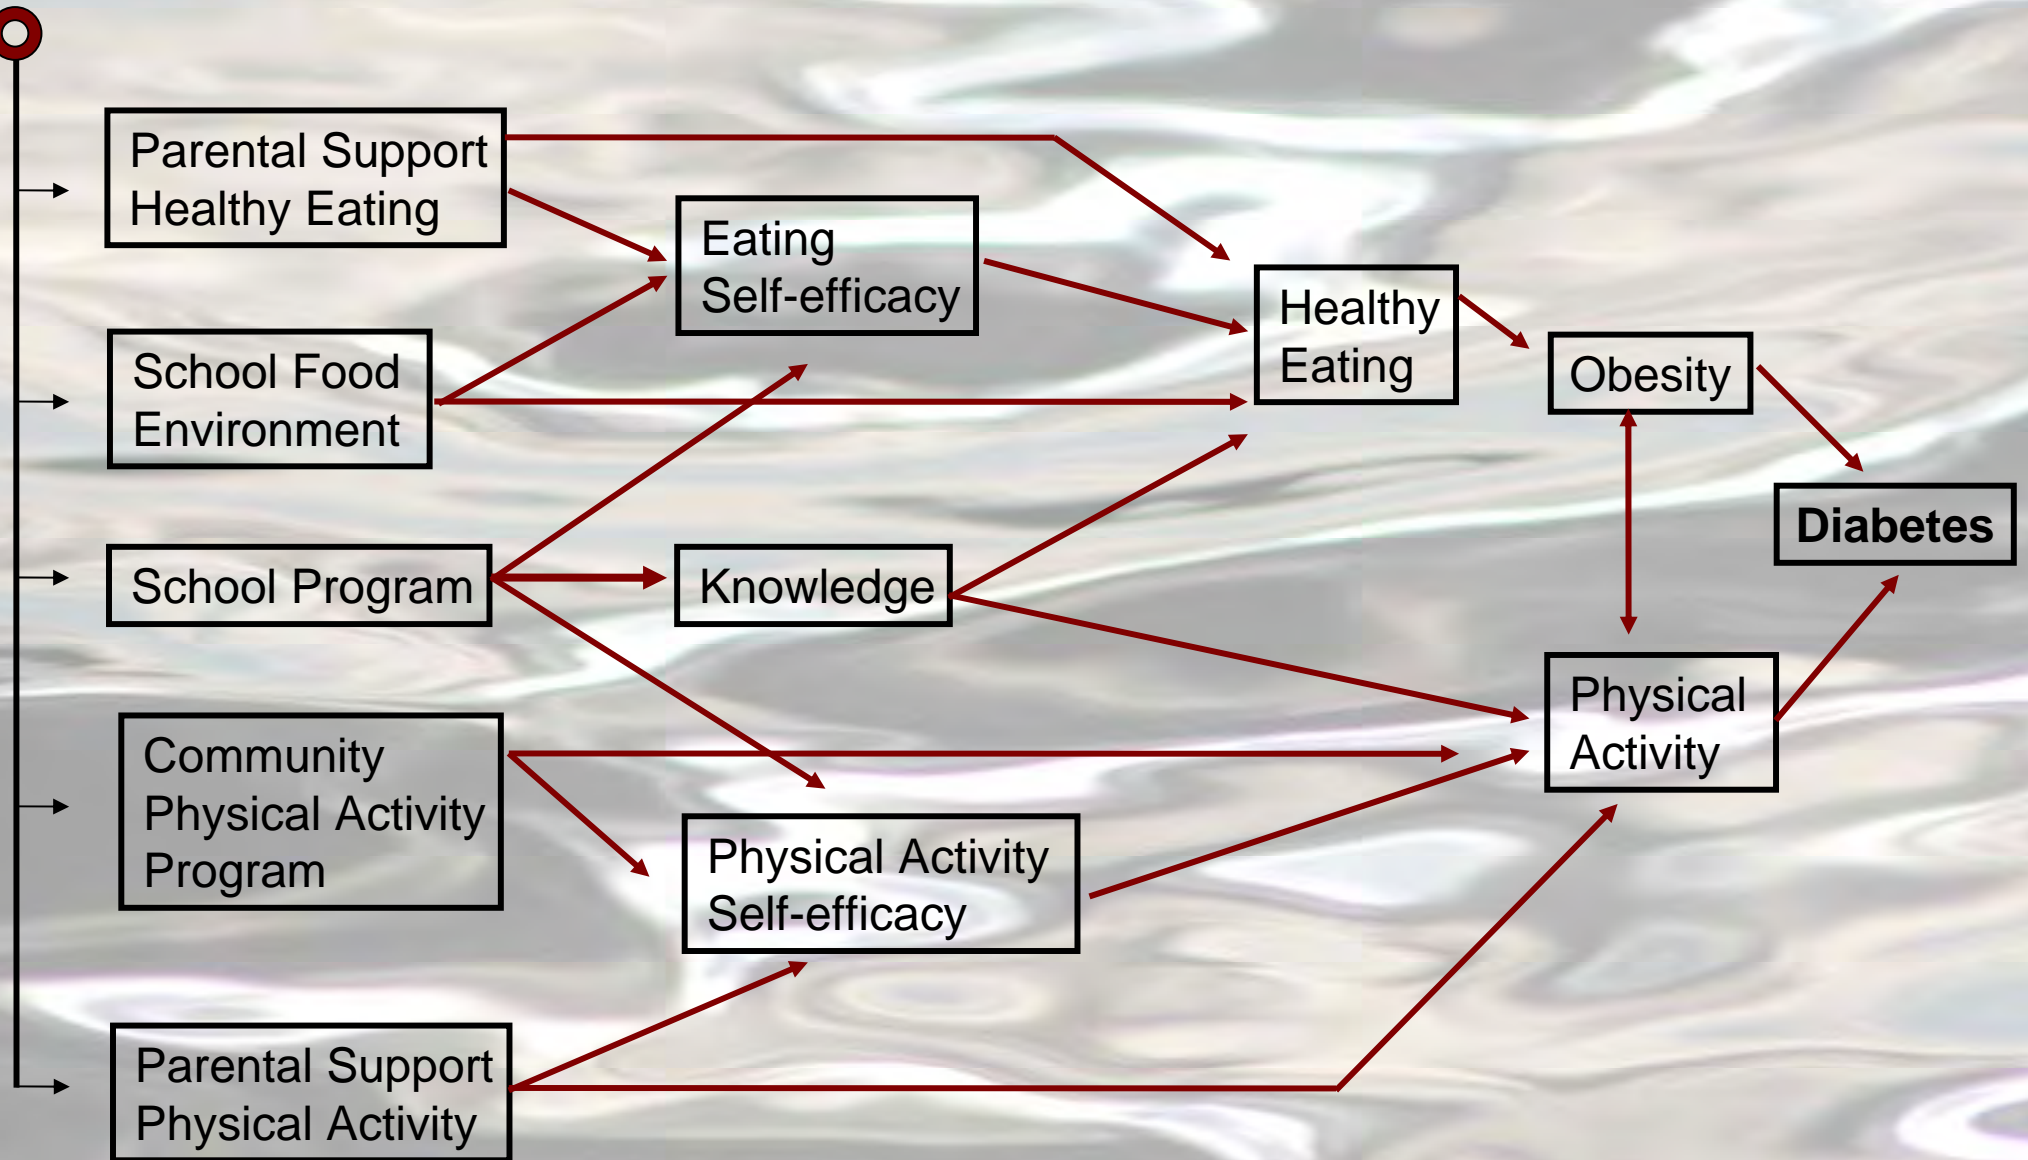 Parental Support
Healthy Eating
Eating
Self-efficacy
Healthy
Eating
School Food
Environment
Obesity
Diabetes
School Program
Knowledge
Physical
Activity
Community
Physical Activity
Program
Physical Activity
Self-efficacy
Parental Support
Physical Activity